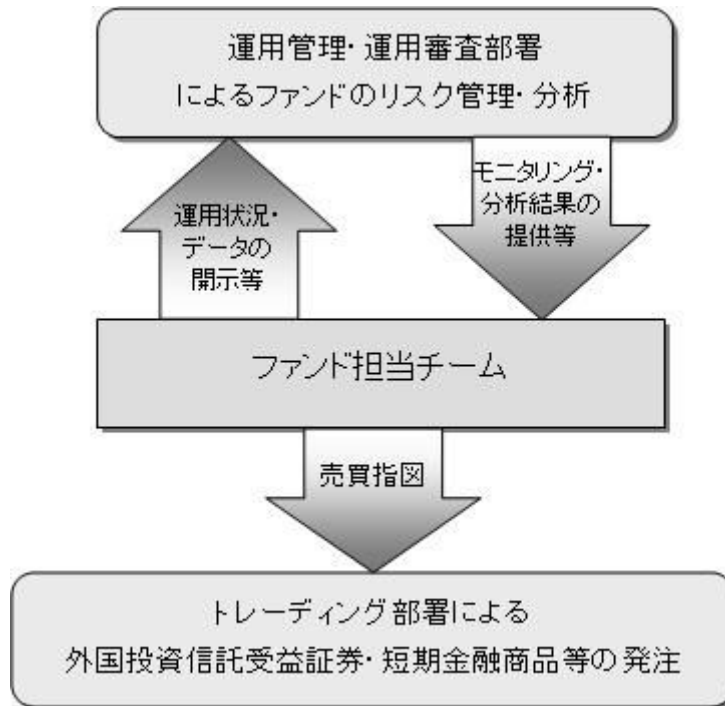 運用管理・運用審査部署
によるファンドのリスク管理・分析
運用状況・
データの
開示等
モニタリング・
分析結果の
提供等
ファンド担当チーム
売買指図
トレーディング部署による
外国投資信託受益証券・短期金融商品等の発注